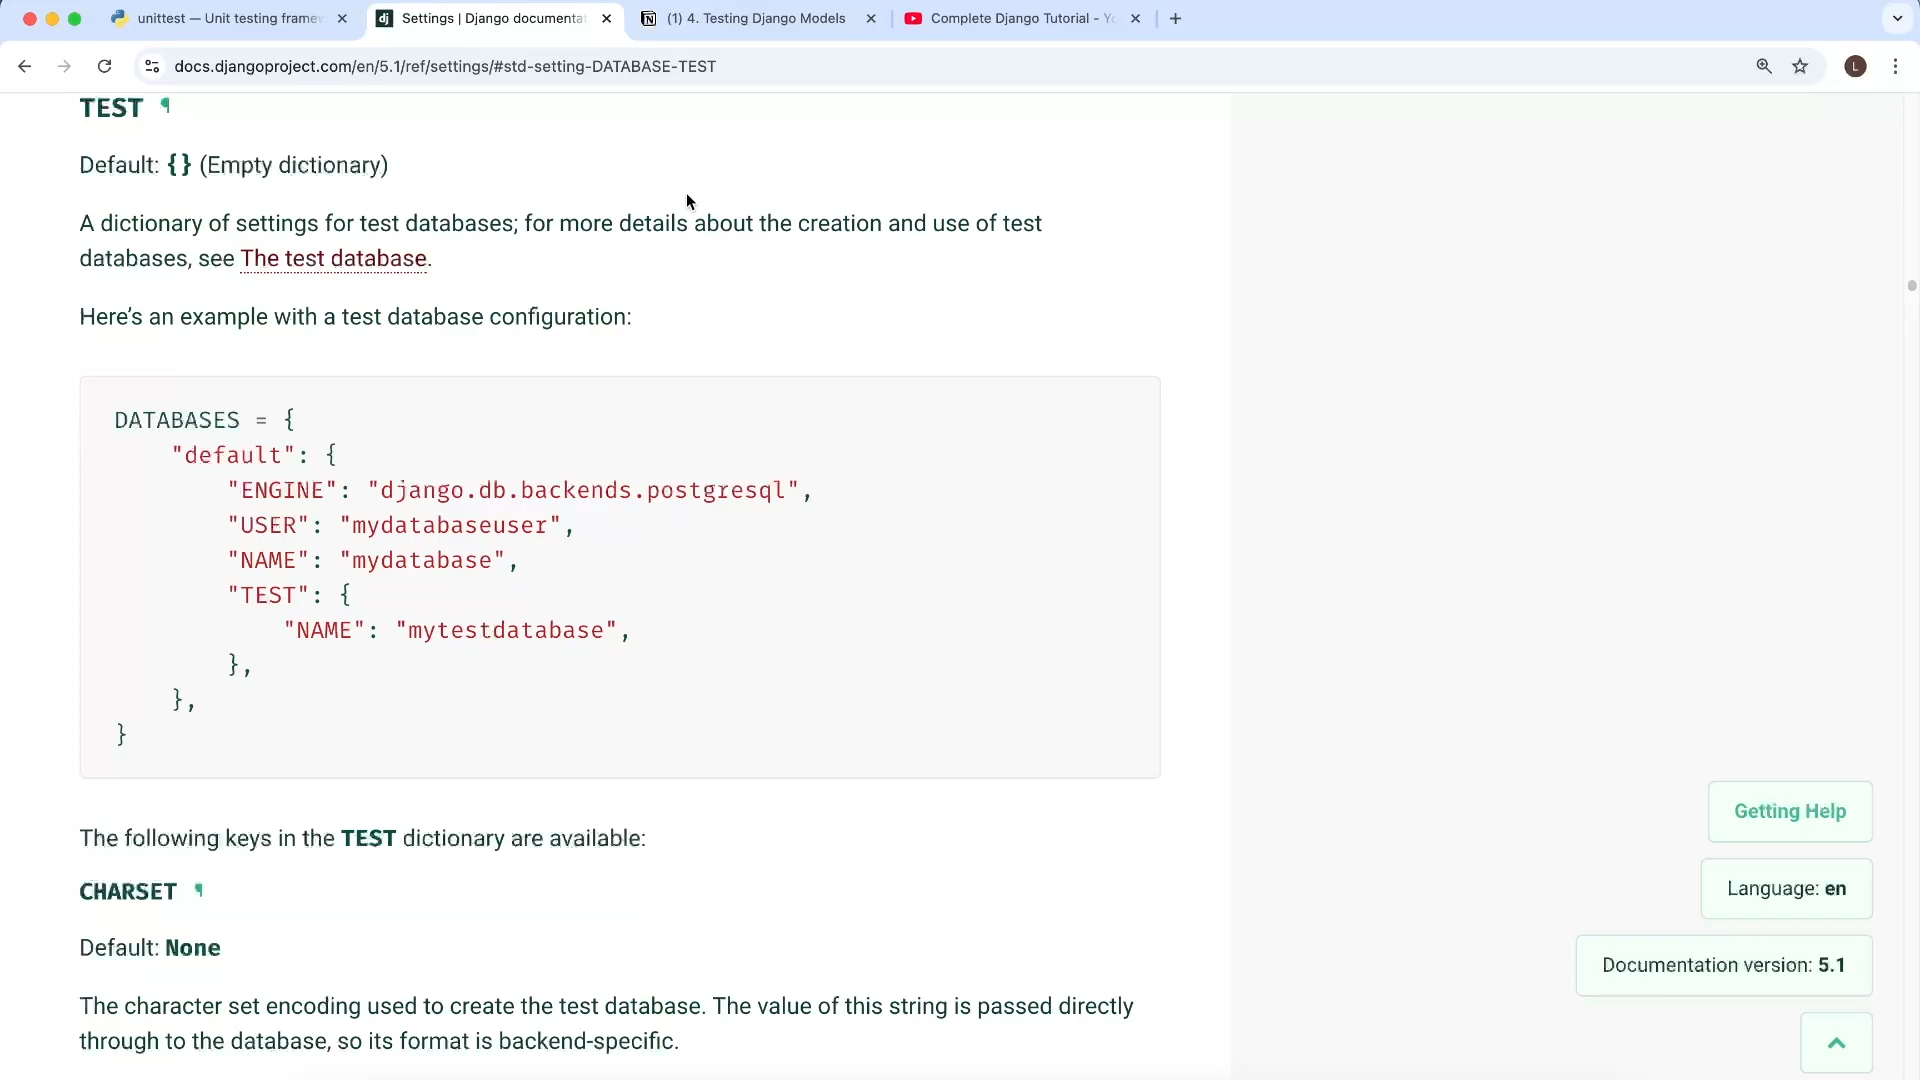 unittest — Unit testing framew
Settings | Django documentat
(1) 4. Testing Django Models
Complete Django Tutorial - Yo
docs.djangoproject.com/en/5.1/ref/settings/#std-setting-DATABASE-TEST
L
TEST ¶
Default: {} (Empty dictionary)
A dictionary of settings for test databases; for more details about the creation and use of test
databases, see The test database.
Here’s an example with a test database configuration:
DATABASES = {
    "default": {
        "ENGINE": "django.db.backends.postgresql",
        "USER": "mydatabaseuser",
        "NAME": "mydatabase",
        "TEST": {
            "NAME": "mytestdatabase",
        },
    },
}
The following keys in the TEST dictionary are available:
CHARSET ¶
Default: None
The character set encoding used to create the test database. The value of this string is passed directly
through to the database, so its format is backend-specific.
Getting Help
Language: en
Documentation version: 5.1